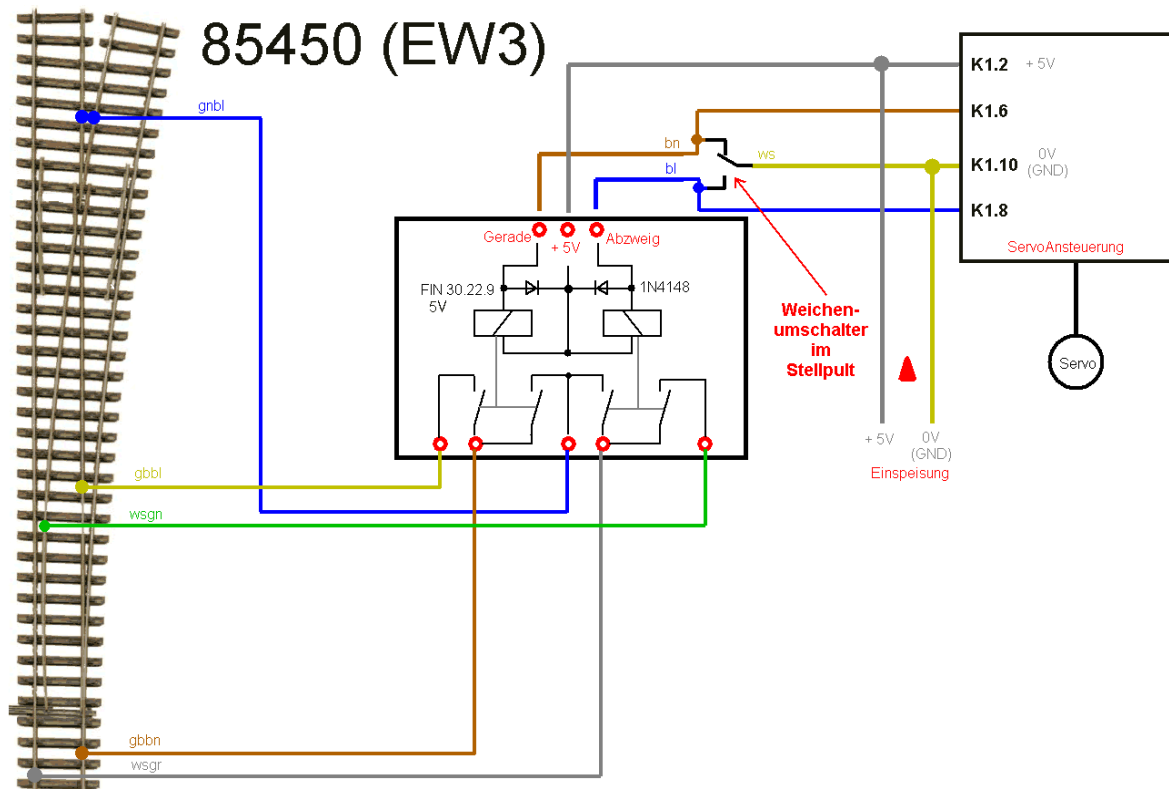 85450 (EW3)
gnbl
K1.2 + 5V
K1.6
bn
ws
K1.10 0V
(GND)
bl
K1.8
Gerade
+ 5V
Abzweig
ServoAnsteuerung
FIN 30.22.9
5V
1N4148
Weichen-
umschalter
im
Stellpult
Servo
+ 5V
0V
(GND)
Einspeisung
gbbl
wsgn
gbbn
wsgr